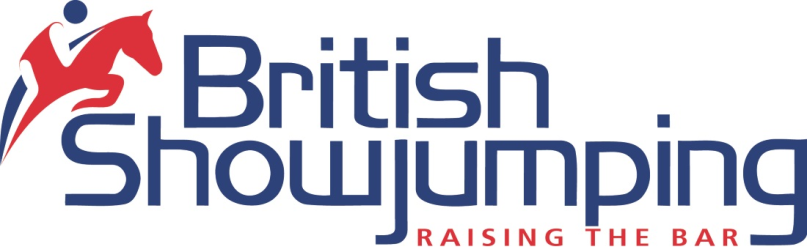 British
Showjumping
RAISING THE BAR